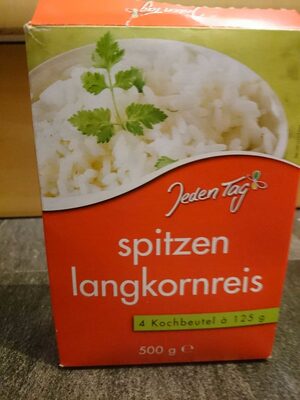 Jeden Tag
spitzen
langkornreis
4 Kochbeutel à 125 g
500 g ℮